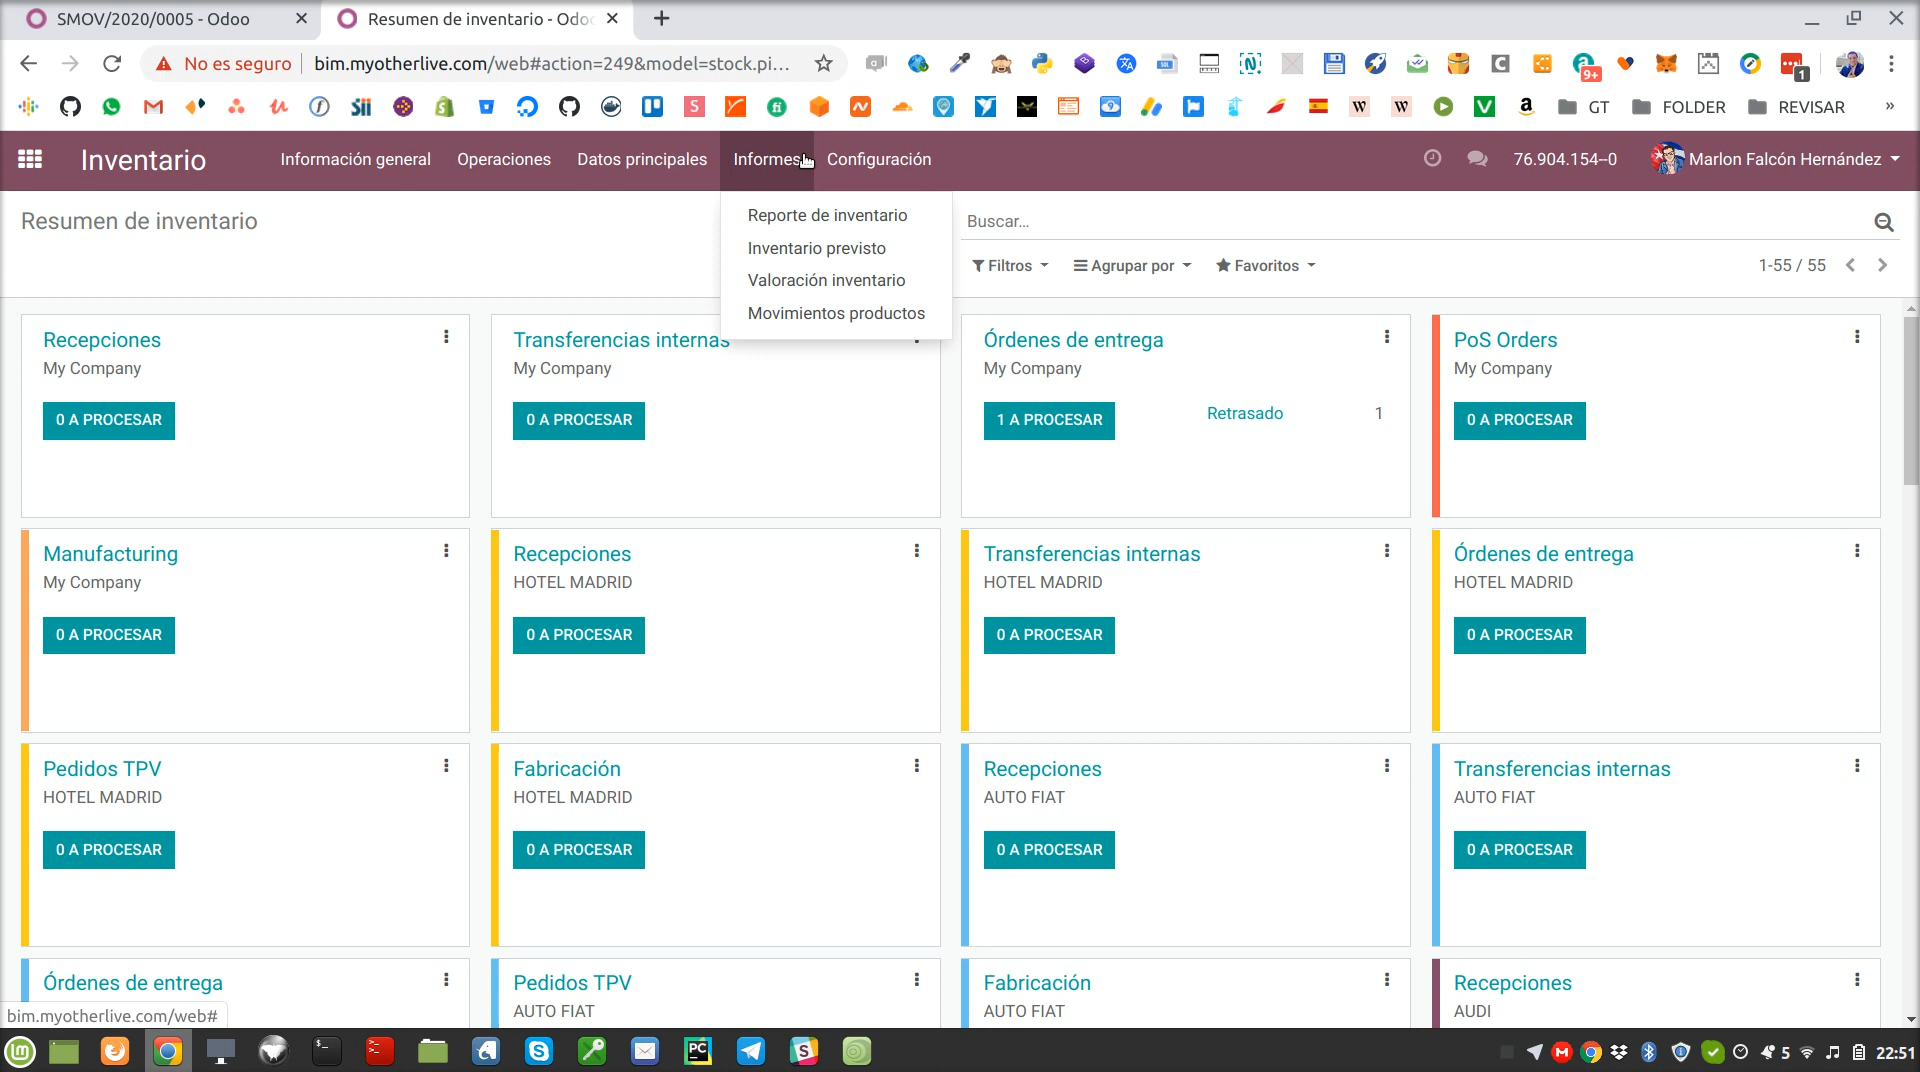 SMOV/2020/0005 - Odoo
Resumen de inventario - Odoo
No es seguro
bim.myotherlive.com/web#action=249&model=stock.pi...
9+
1
Sii
GT
FOLDER
REVISAR
»
Inventario
Información general
Operaciones
Datos principales
Informes
Configuración
76.904.154--0
Marlon Falcón Hernández
Resumen de inventario
Reporte de inventario
Inventario previsto
Valoración inventario
Movimientos productos
Buscar...
Filtros
Agrupar por
Favoritos
1-55 / 55
Recepciones
My Company
0 A PROCESAR
Transferencias internas
My Company
0 A PROCESAR
Órdenes de entrega
My Company
1 A PROCESAR
Retrasado 1
PoS Orders
My Company
0 A PROCESAR
Manufacturing
My Company
0 A PROCESAR
Recepciones
HOTEL MADRID
0 A PROCESAR
Transferencias internas
HOTEL MADRID
0 A PROCESAR
Órdenes de entrega
HOTEL MADRID
0 A PROCESAR
Pedidos TPV
HOTEL MADRID
0 A PROCESAR
Fabricación
HOTEL MADRID
0 A PROCESAR
Recepciones
AUTO FIAT
0 A PROCESAR
Transferencias internas
AUTO FIAT
0 A PROCESAR
Órdenes de entrega
Pedidos TPV
AUTO FIAT
Fabricación
AUTO FIAT
Recepciones
AUDI
bim.myotherlive.com/web#
5
22:51